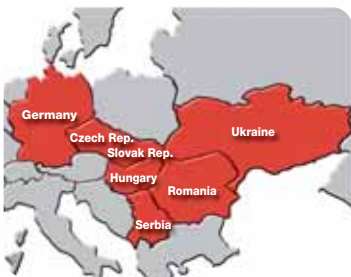 Germany
Czech Rep.
Ukraine
Slovak Rep.
Hungary
Romania
Serbia